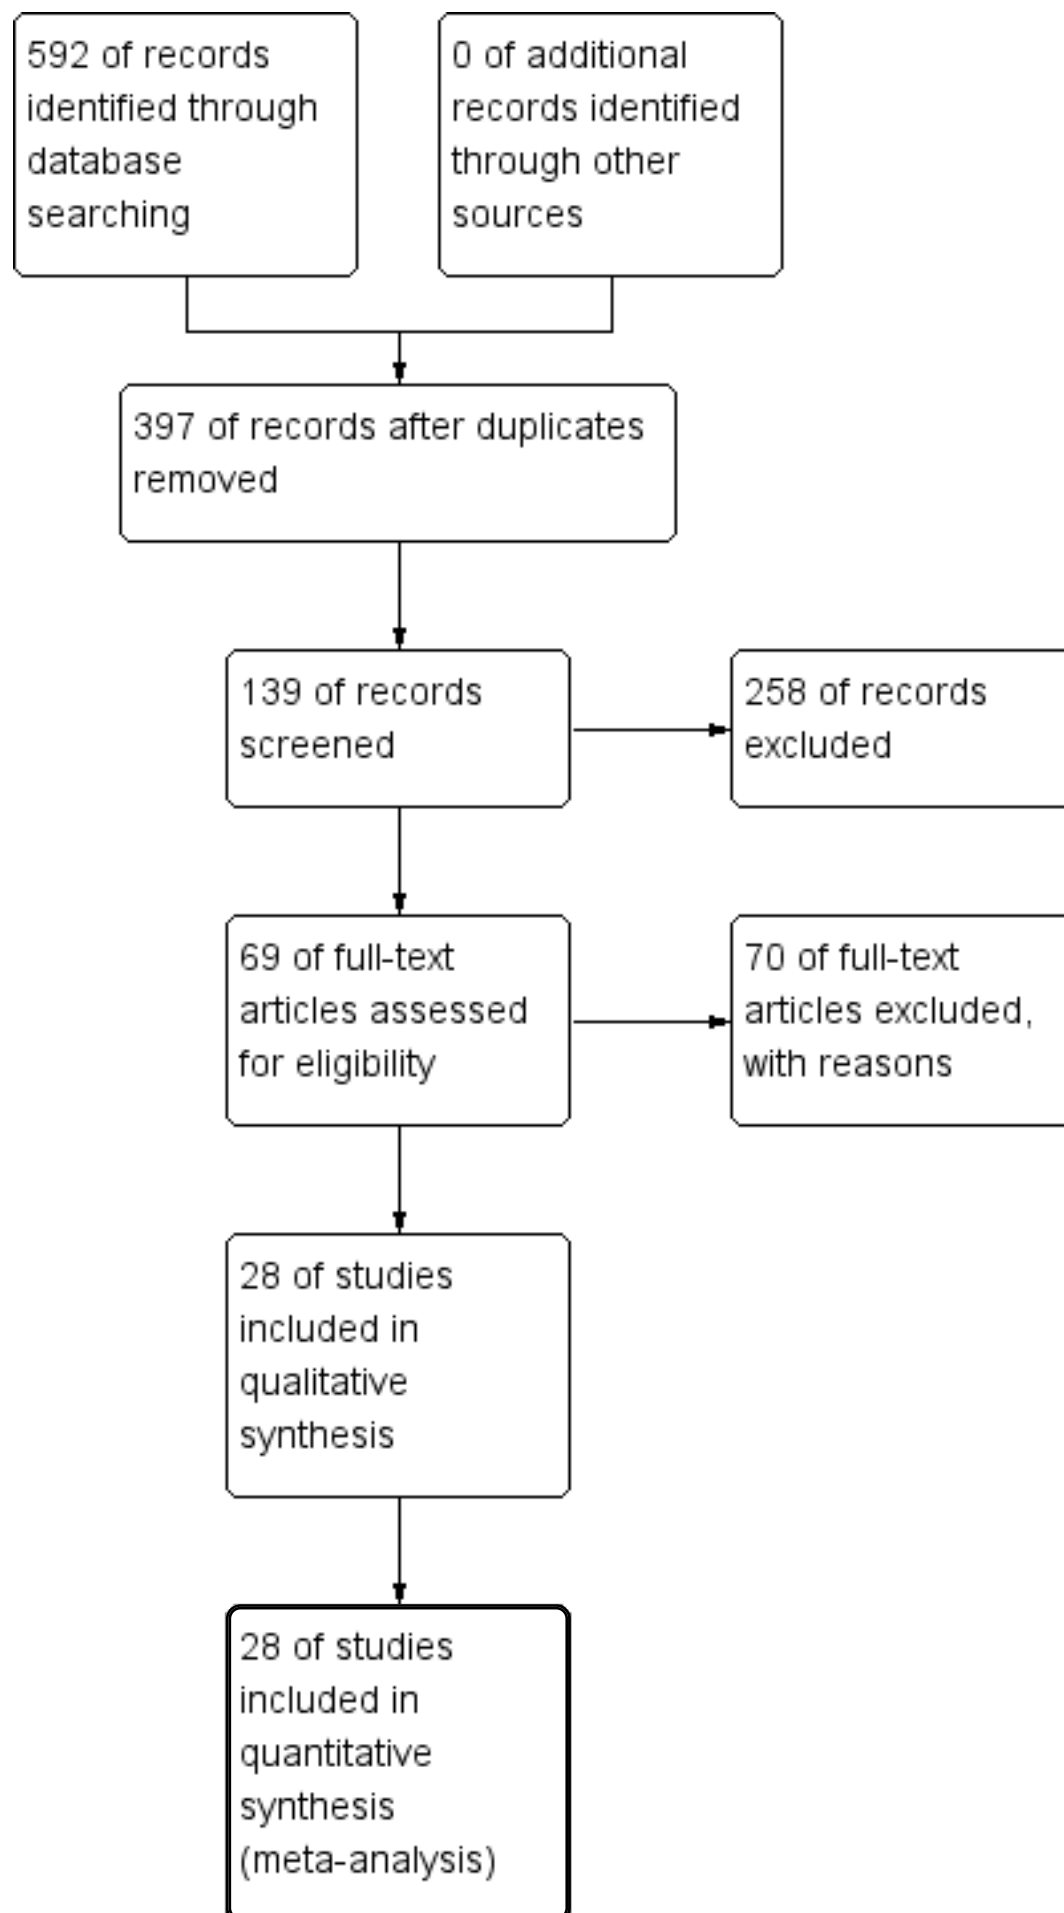 592 of records
identified through
database
searching
0 of additional
records identified
through other
sources
397 of records after duplicates
removed
139 of records
screened
258 of records
excluded
69 of full-text
articles assessed
for eligibility
70 of full-text
articles excluded,
with reasons
28 of studies
included in
qualitative
synthesis
28 of studies
included in
quantitative
synthesis
(meta-analysis)